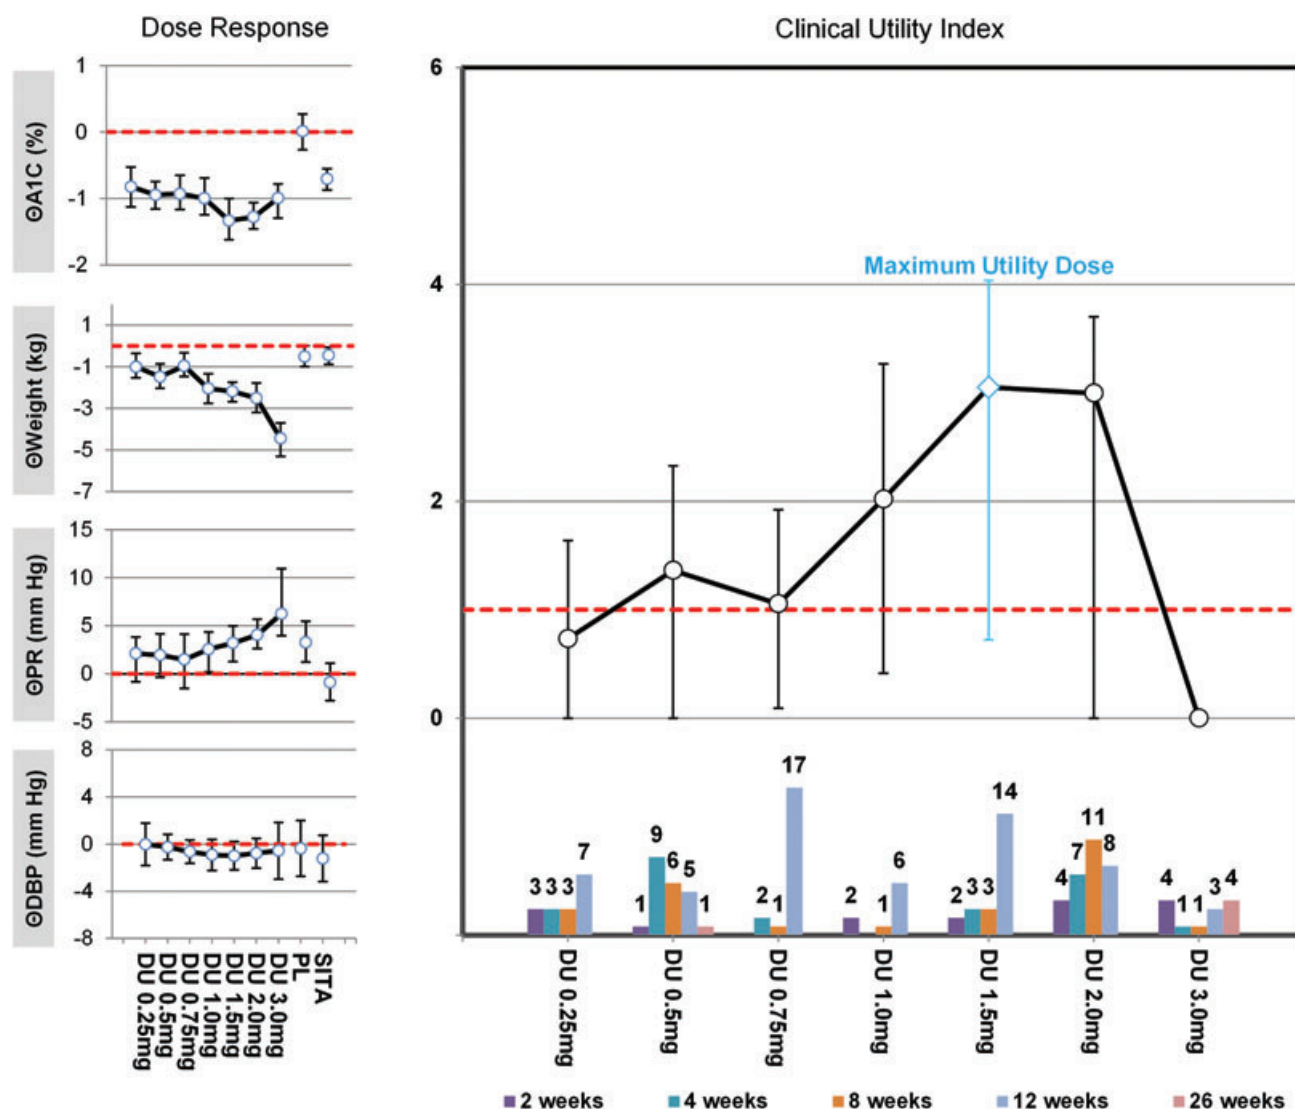 Dose Response
Clinical Utility Index
ΘA1C (%)
1
0
-1
-2
ΘWeight (kg)
1
-1
-3
-5
-7
ΘPR (mm Hg)
15
10
5
0
-5
ΘDBP (mm Hg)
8
4
0
-4
-8
DU 0.25mg
DU 0.5mg
DU 0.75mg
DU 1.0mg
DU 1.5mg
DU 2.0mg
DU 3.0mg
PL
SITA
6
4
2
0
Maximum Utility Dose
3 3 3 7
1 9 6 5 1
2 1 17
2 1 6
2 3 3 14
4 7 11 8
4 1 1 3 4
DU 0.25mg
DU 0.5mg
DU 0.75mg
DU 1.0mg
DU 1.5mg
DU 2.0mg
DU 3.0mg
2 weeks 4 weeks 8 weeks 12 weeks 26 weeks